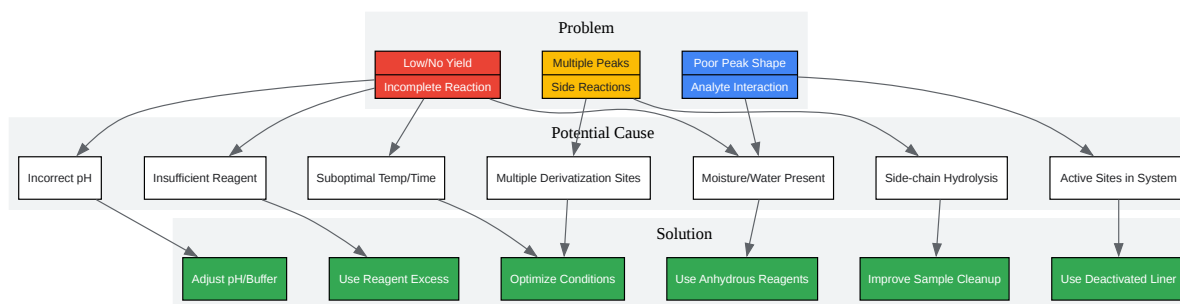 Problem
Low/No Yield
Incomplete Reaction
Multiple Peaks
Side Reactions
Poor Peak Shape
Analyte Interaction
Potential Cause
Incorrect pH
Insufficient Reagent
Suboptimal Temp/Time
Multiple Derivatization Sites
Moisture/Water Present
Side-chain Hydrolysis
Active Sites in System
Solution
Adjust pH/Buffer
Use Reagent Excess
Optimize Conditions
Use Anhydrous Reagents
Improve Sample Cleanup
Use Deactivated Liner